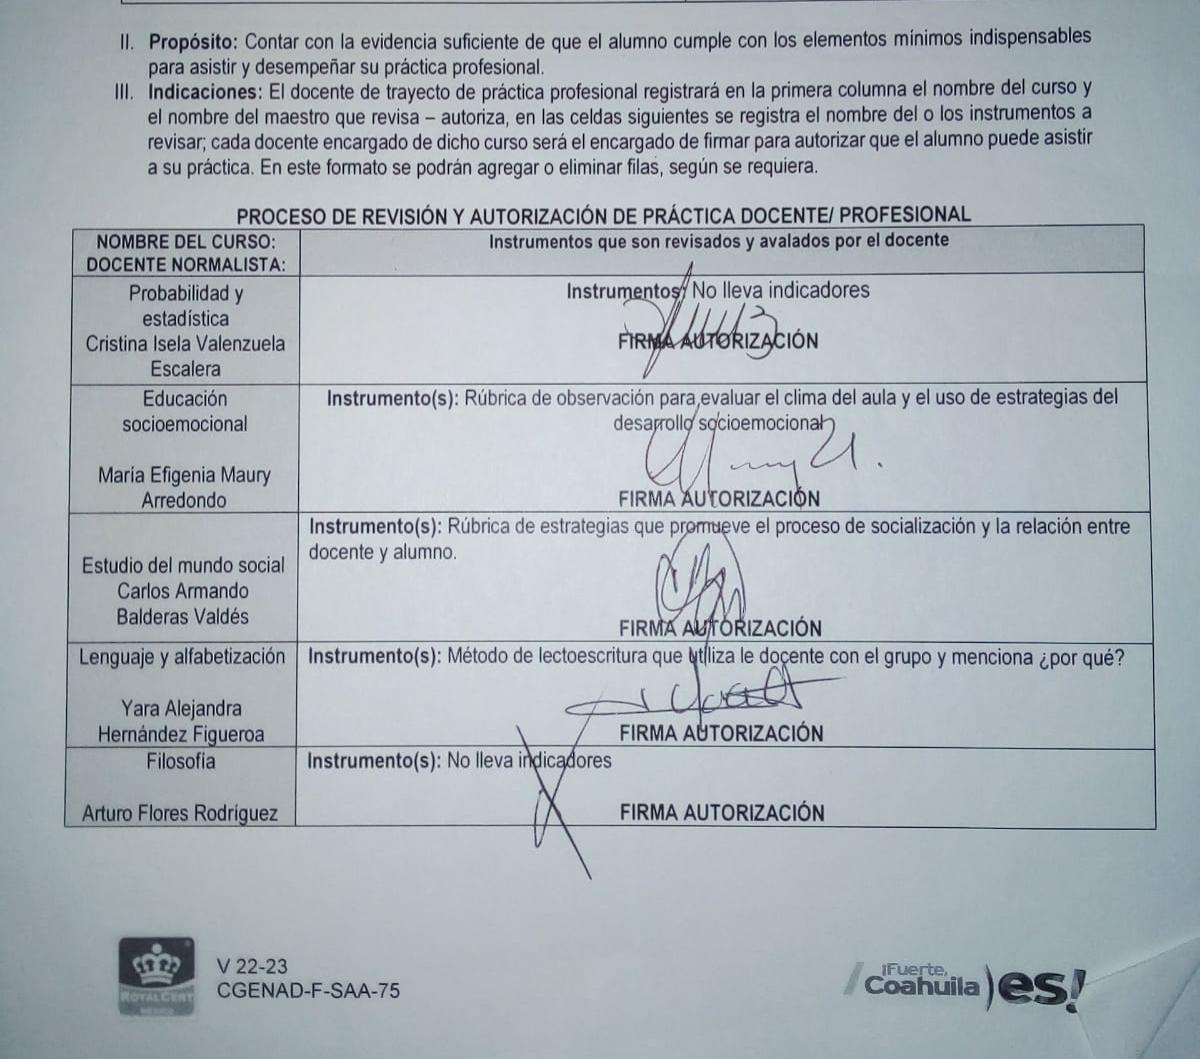 II. Propósito: Contar con la evidencia suficiente de que el alumno cumple con los elementos mínimos indispensables
para asistir y desempeñar su práctica profesional.
III. Indicaciones: El docente de trayecto de práctica profesional registrará en la primera columna el nombre del curso y
el nombre del maestro que revisa – autoriza, en las celdas siguientes se registra el nombre del o los instrumentos a
revisar; cada docente encargado de dicho curso será el encargado de firmar para autorizar que el alumno puede asistir
a su práctica. En este formato se podrán agregar o eliminar filas, según se requiera.
PROCESO DE REVISIÓN Y AUTORIZACIÓN DE PRÁCTICA DOCENTE/ PROFESIONAL
NOMBRE DEL CURSO:
DOCENTE NORMALISTA:
Instrumentos que son revisados y avalados por el docente
Probabilidad y
estadística
Cristina Isela Valenzuela
Escalera
Instrumentos: No lleva indicadores
FIRMA AUTORIZACIÓN
Educación
socioemocional
María Efigenia Maury
Arredondo
Instrumento(s): Rúbrica de observación para evaluar el clima del aula y el uso de estrategias del
desarrollo socioemocional
FIRMA AUTORIZACIÓN
Estudio del mundo social
Carlos Armando
Balderas Valdés
Instrumento(s): Rúbrica de estrategias que promueve el proceso de socialización y la relación entre
docente y alumno.
FIRMA AUTORIZACIÓN
Lenguaje y alfabetización
Yara Alejandra
Hernández Figueroa
Instrumento(s): Método de lectoescritura que utiliza le docente con el grupo y menciona ¿por qué?
FIRMA AUTORIZACIÓN
Filosofia
Arturo Flores Rodríguez
Instrumento(s): No lleva indicadores
FIRMA AUTORIZACIÓN
ROYALCERT
MEXICO
V 22-23
CGENAD-F-SAA-75
¡Fuerte,
Coahuila es!